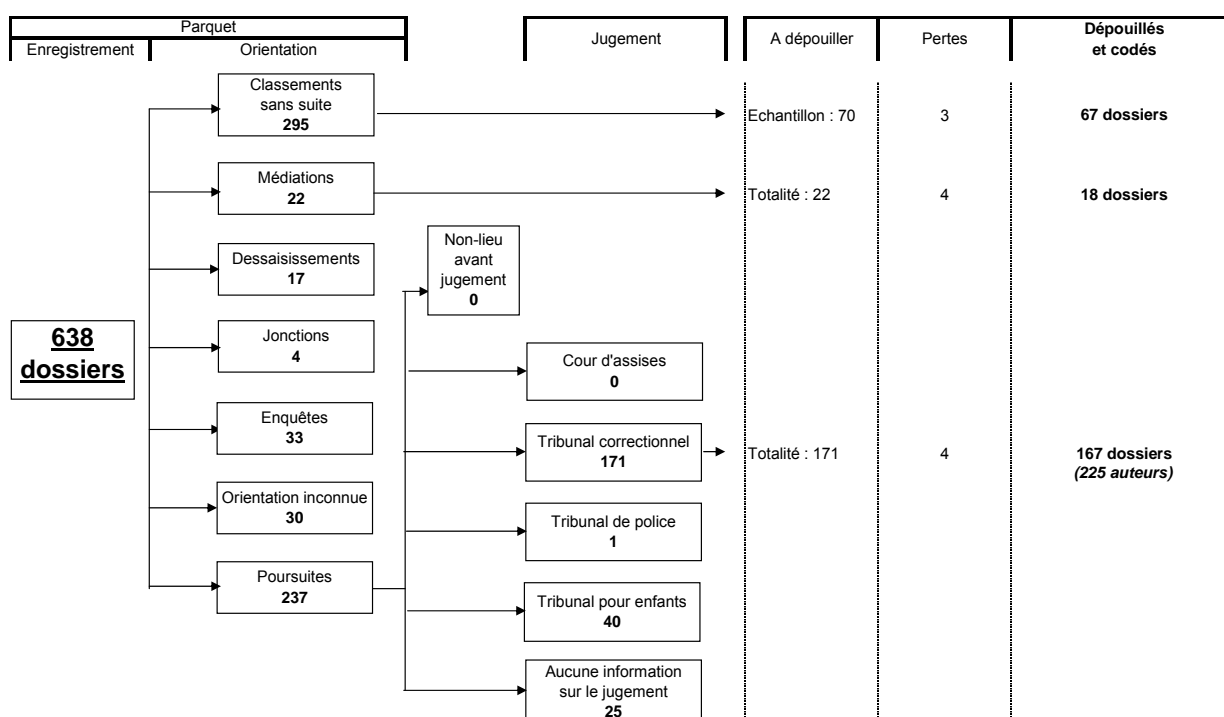 Parquet
Enregistrement
Orientation
Jugement
A dépouiller
Pertes
Dépouillés
et codés
Classements
sans suite
295
Echantillon : 70
3
67 dossiers
Médiations
22
Totalité : 22
4
18 dossiers
Non-lieu
avant
jugement
0
Dessaisissements
17
638
dossiers
Jonctions
4
Cour d'assises
0
Enquêtes
33
Tribunal correctionnel
171
Totalité : 171
4
167 dossiers
(225 auteurs)
Orientation inconnue
30
Tribunal de police
1
Poursuites
237
Tribunal pour enfants
40
Aucune information
sur le jugement
25